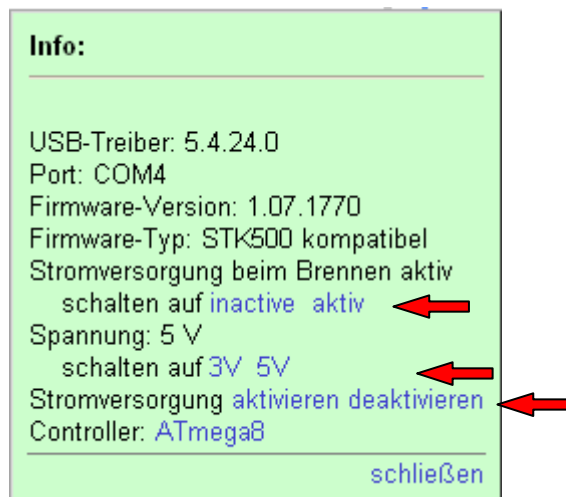 Info:
USB-Treiber: 5.4.24.0
Port: COM4
Firmware-Version: 1.07.1770
Firmware-Typ: STK500 kompatibel
Stromversorgung beim Brennen aktiv
schalten auf inactive aktiv
Spannung: 5 V
schalten auf 3V 5V
Stromversorgung aktivieren deaktivieren
Controller: ATmega8
schließen